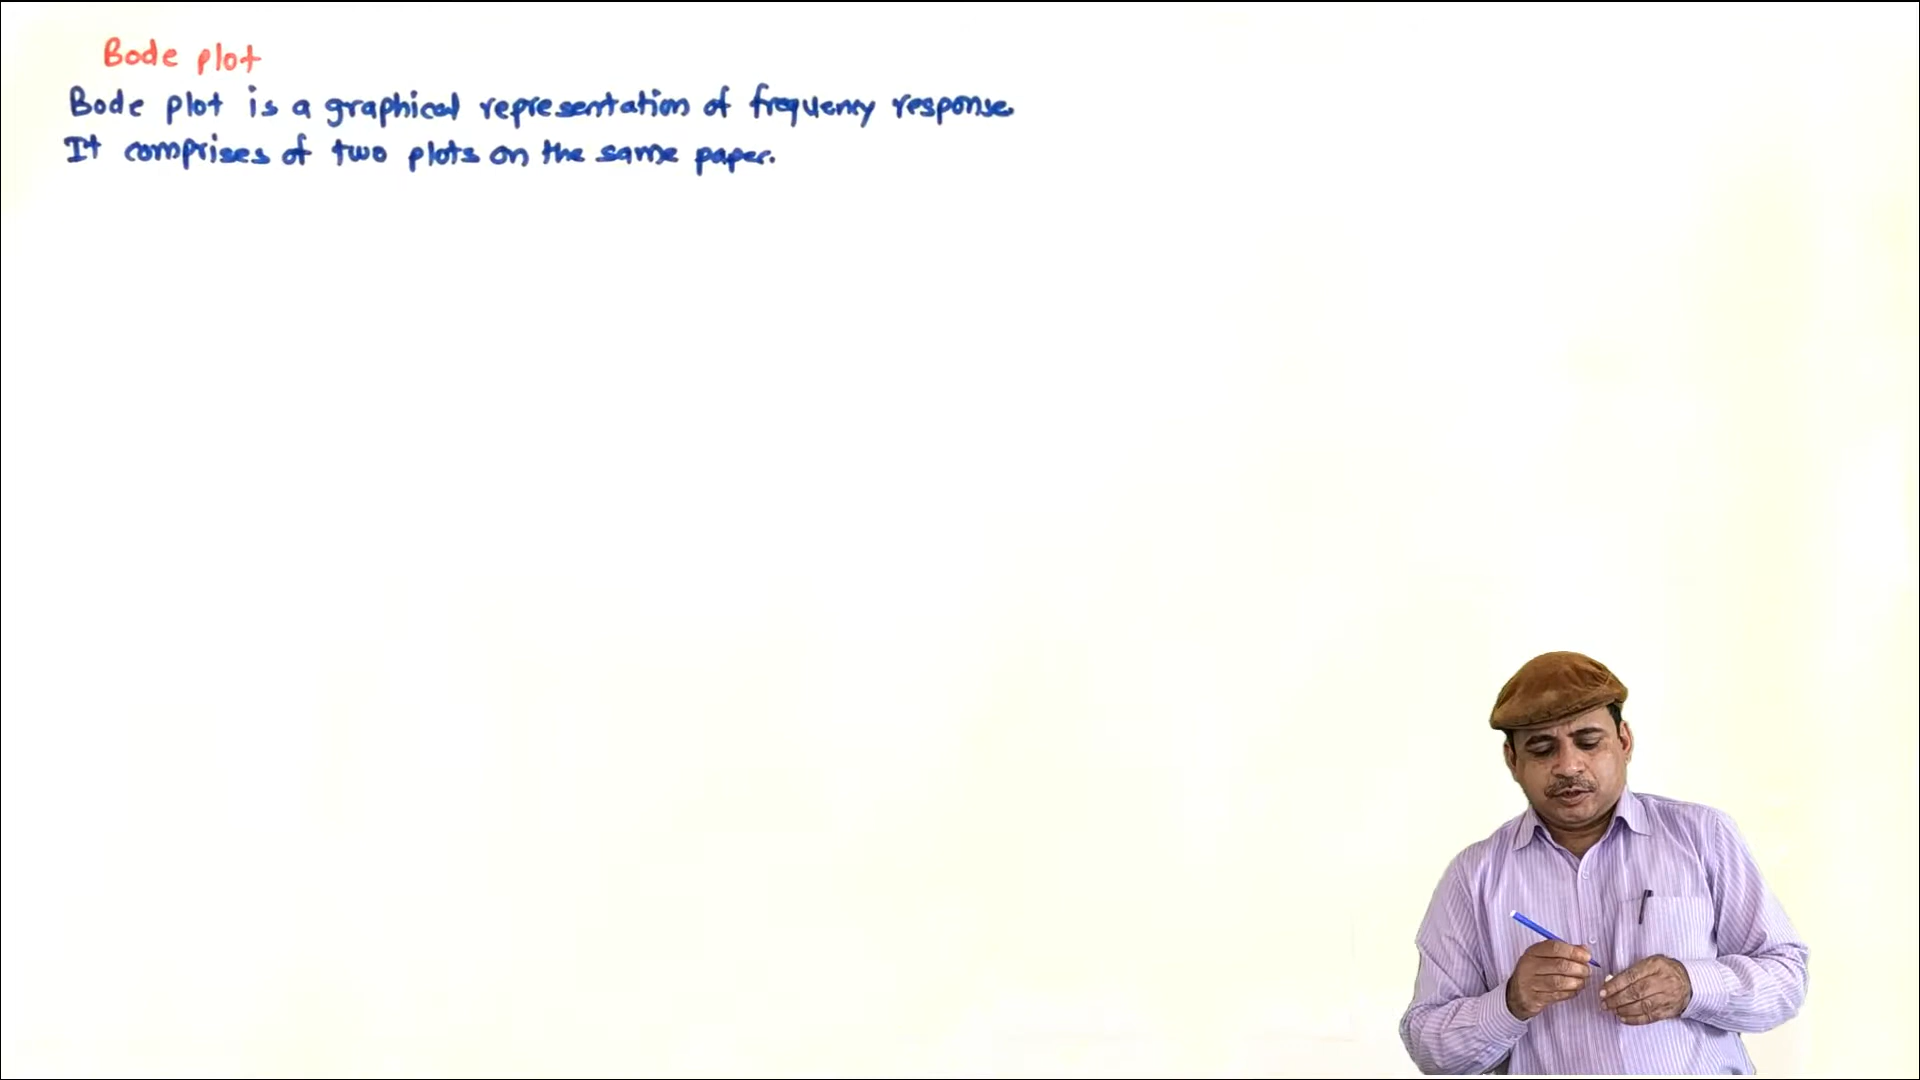 Bode plot
Bode plot is a graphical representation of frequency response.
It comprises of two plots on the same paper.